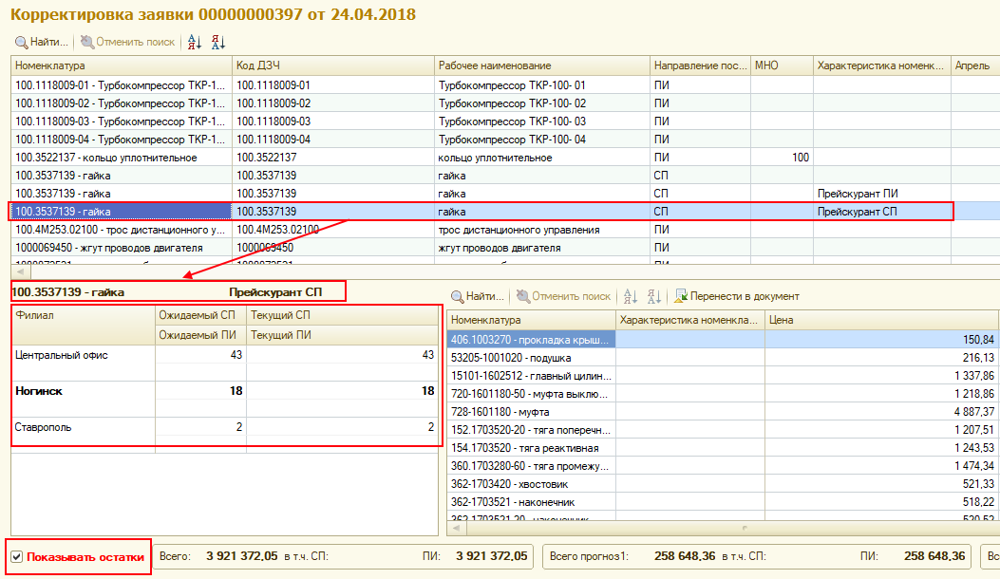 Корректировка заявки 00000000397 от 24.04.2018
Найти... Отменить поиск
Номенклатура Код ДЗЧ Рабочее наименование Направление пос... МНО Характеристика номенк... Апрель
100.1118009-01 - Турбокомпрессор ТКР-1... 100.1118009-01 Турбокомпрессор ТКР-100- 01 ПИ
100.1118009-02 - Турбокомпрессор ТКР-1... 100.1118009-02 Турбокомпрессор ТКР-100- 02 ПИ
100.1118009-03 - Турбокомпрессор ТКР-1... 100.1118009-03 Турбокомпрессор ТКР-100- 03 ПИ
100.1118009-04 - Турбокомпрессор ТКР-1... 100.1118009-04 Турбокомпрессор ТКР-100- 04 ПИ
100.3522137 - кольцо уплотнительное 100.3522137 кольцо уплотнительное ПИ 100
100.3537139 - гайка 100.3537139 гайка СП
100.3537139 - гайка 100.3537139 гайка СП Прейскурант ПИ
100.3537139 - гайка 100.3537139 гайка СП Прейскурант СП
100.4М253.02100 - трос дистанционного у... 100.4М253.02100 трос дистанционного управления ПИ
1000069450 - жгут проводов двигателя 1000069450 жгут проводов двигателя ПИ
100.3537139 - гайка Прейскурант СП
Филиал Ожидаемый СП Текущий СП
Ожидаемый ПИ Текущий ПИ
Центральный офис 43 43
Ногинск 18 18
Ставрополь 2 2
Найти... Отменить поиск Перенести в документ
Номенклатура Характеристика номенкла... Цена
406.1003270 - прокладка крыш... 150,84
53205-1001020 - подушка 216,13
15101-1602512 - главный цилин... 1 337,86
720-1601180-50 - муфта выклю... 1 218,86
728-1601180 - муфта 4 887,37
152.1703520-20 - тяга поперечн... 1 207,51
154.1703520 - тяга реактивная 1 243,53
360.1703280-60 - тяга промежу... 1 474,34
362-1703420 - хвостовик 521,33
362-1703521 - наконечник 518,22
362-1703521-20 - наконечник 520,52
Показывать остатки Всего: 3 921 372,05 в т.ч. СП: ПИ: 3 921 372,05 Всего прогноз1: 258 648,36 в т.ч. СП: ПИ: 258 648,36 Вс